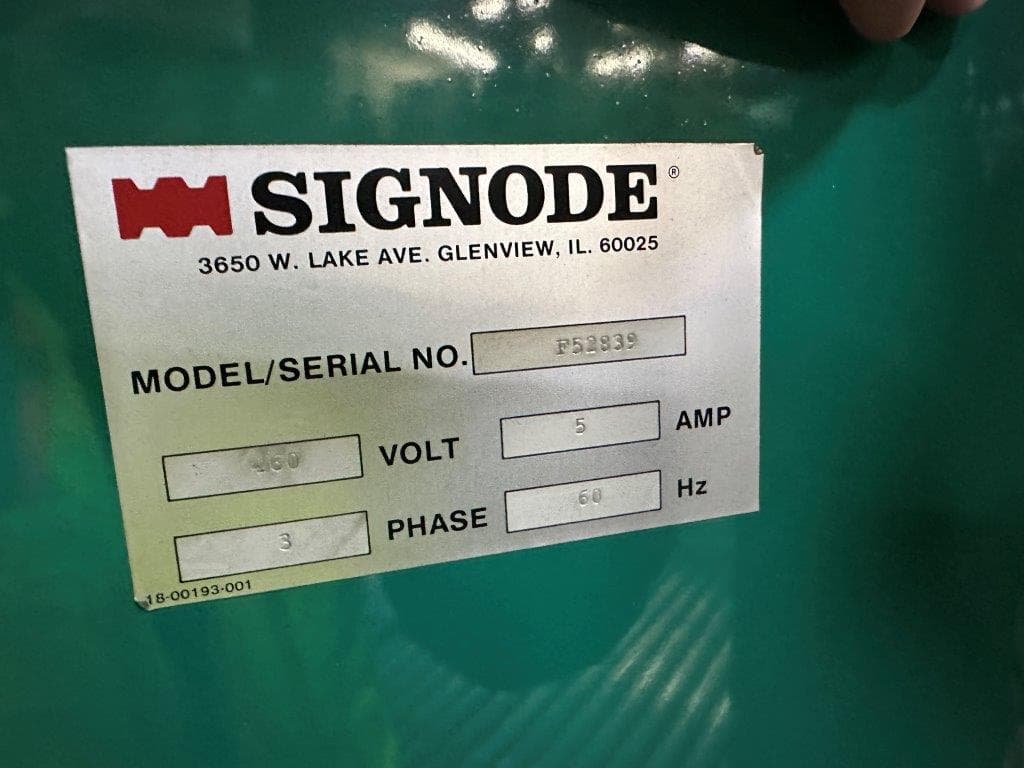 SIGNODE®
3650 W. LAKE AVE. GLENVIEW, IL. 60025
MODEL/SERIAL NO. F52839
460 VOLT 5 AMP
3 PHASE 60 Hz
18-00193-001